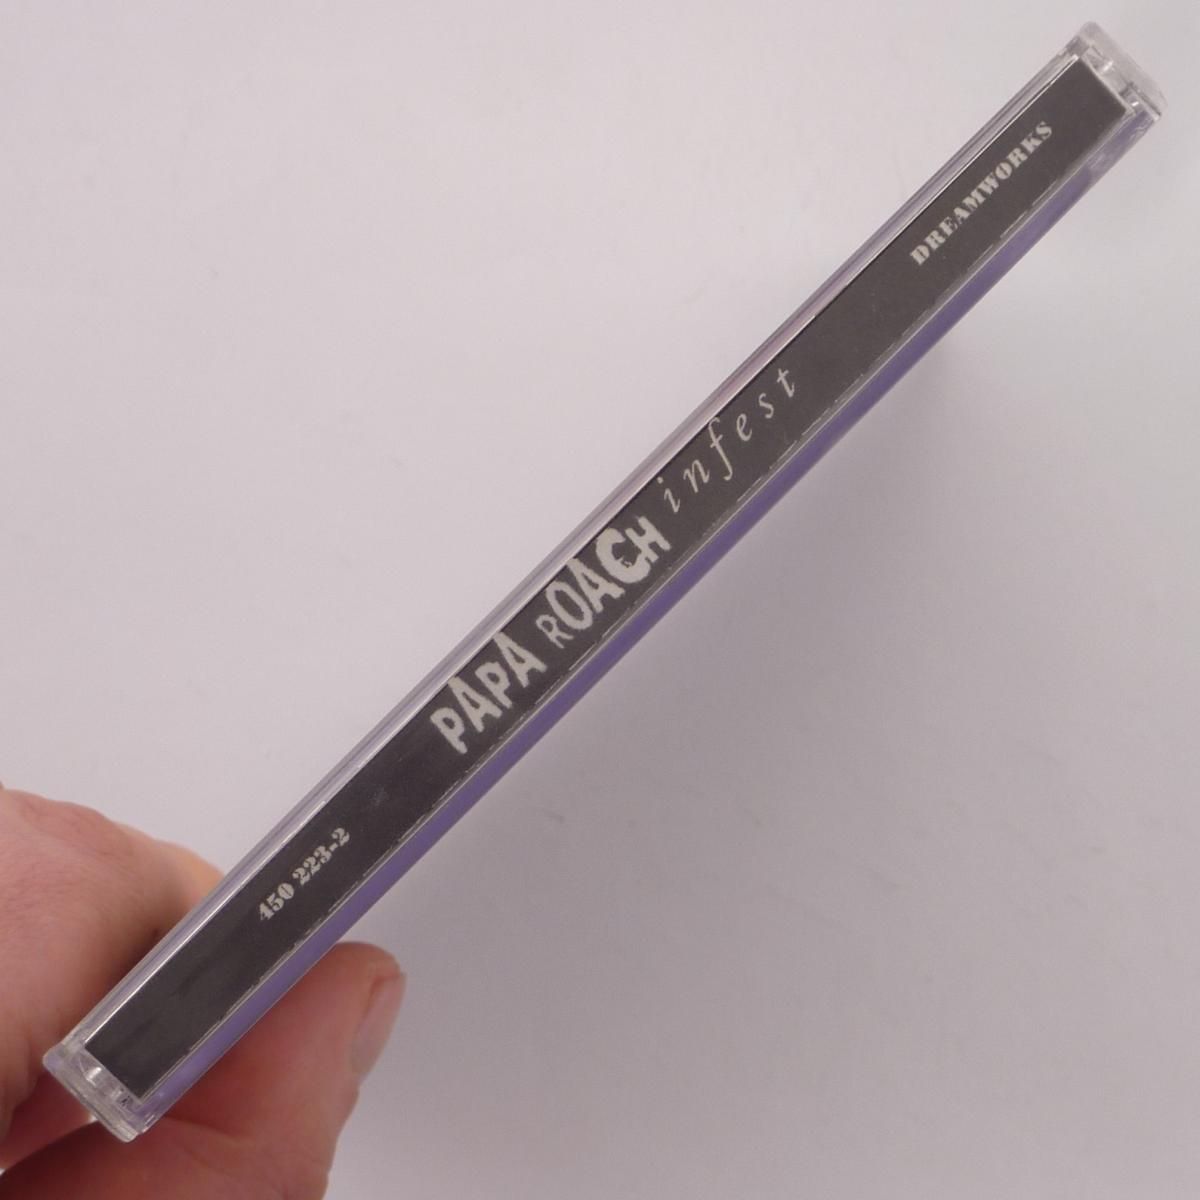 450 223-2 PAPA ROACH infest DREAMWORKS